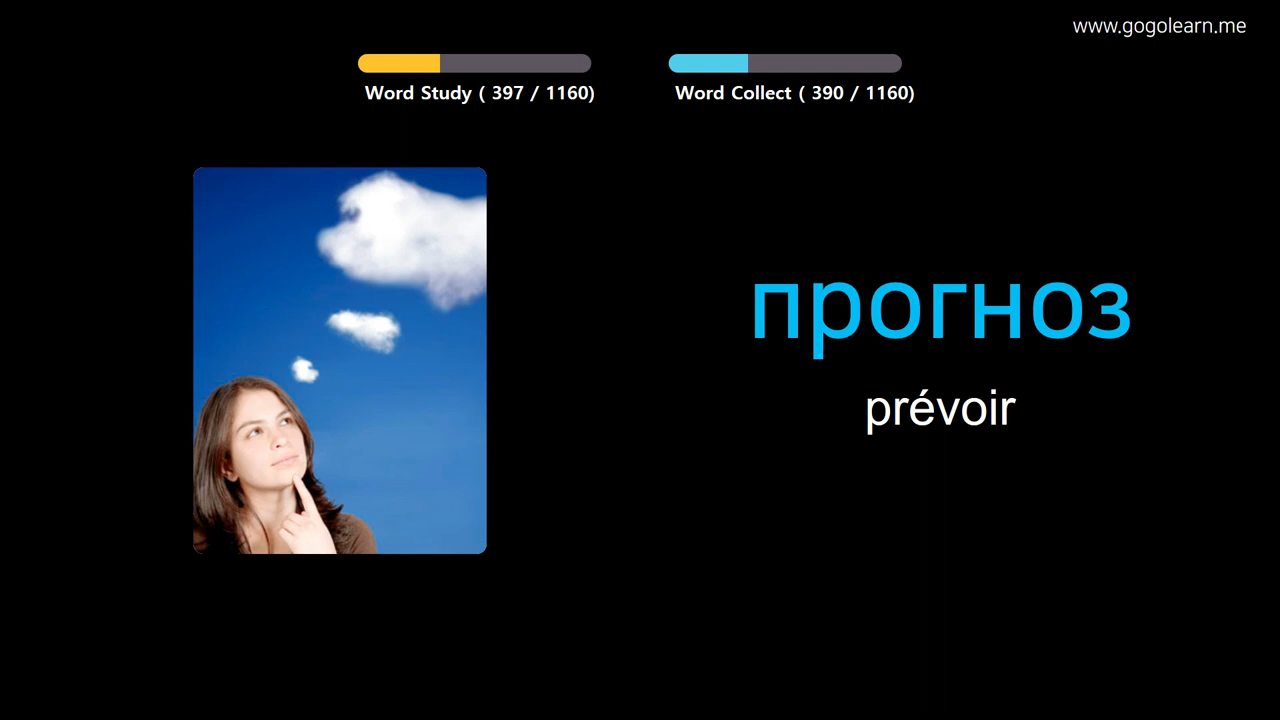 www.gogolearn.me
Word Study ( 397 / 1160)
Word Collect ( 390 / 1160)
прогноз
prévoir